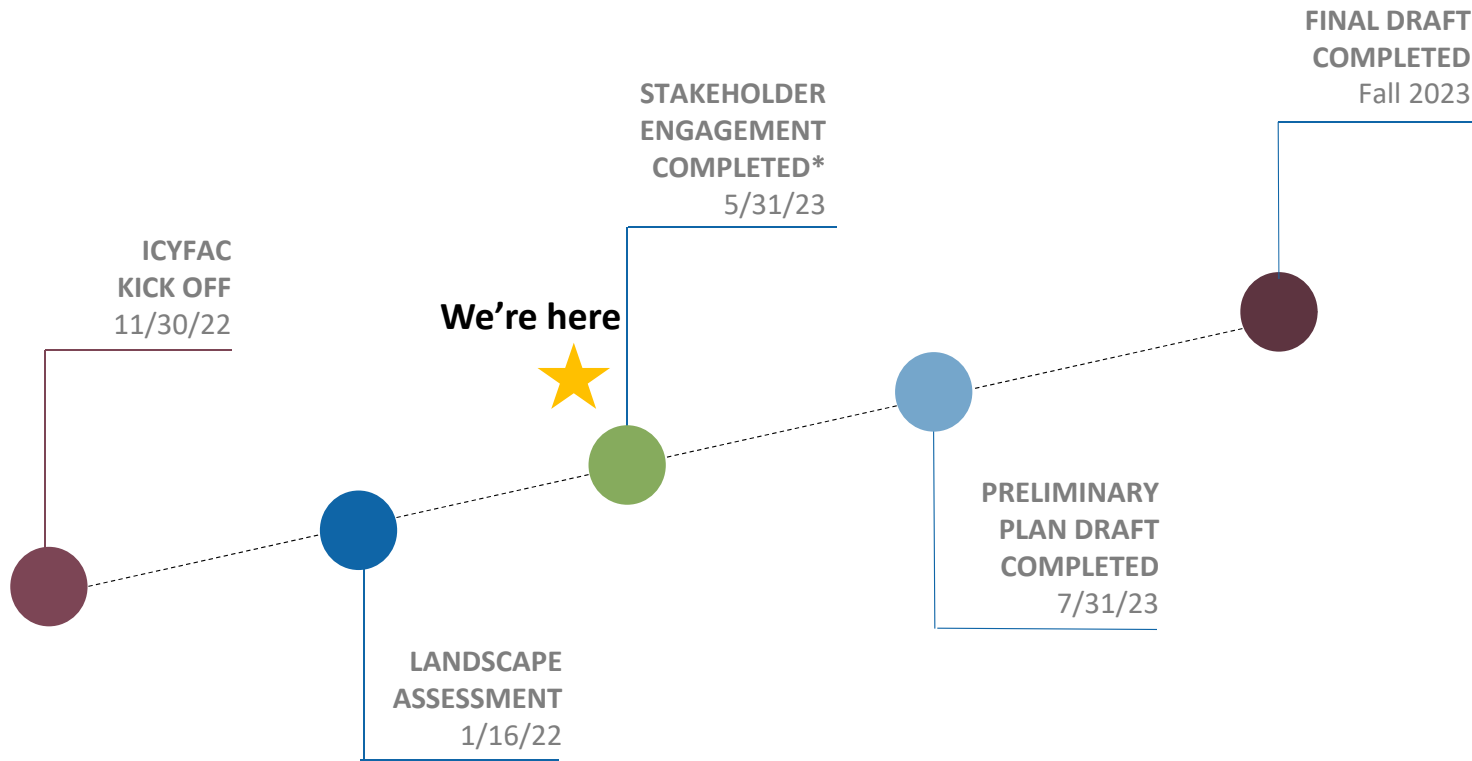 ICYFAC
KICK OFF
11/30/22
LANDSCAPE
ASSESSMENT
1/16/22
We're here
STAKEHOLDER
ENGAGEMENT
COMPLETED*
5/31/23
PRELIMINARY
PLAN DRAFT
COMPLETED
7/31/23
FINAL DRAFT
COMPLETED
Fall 2023